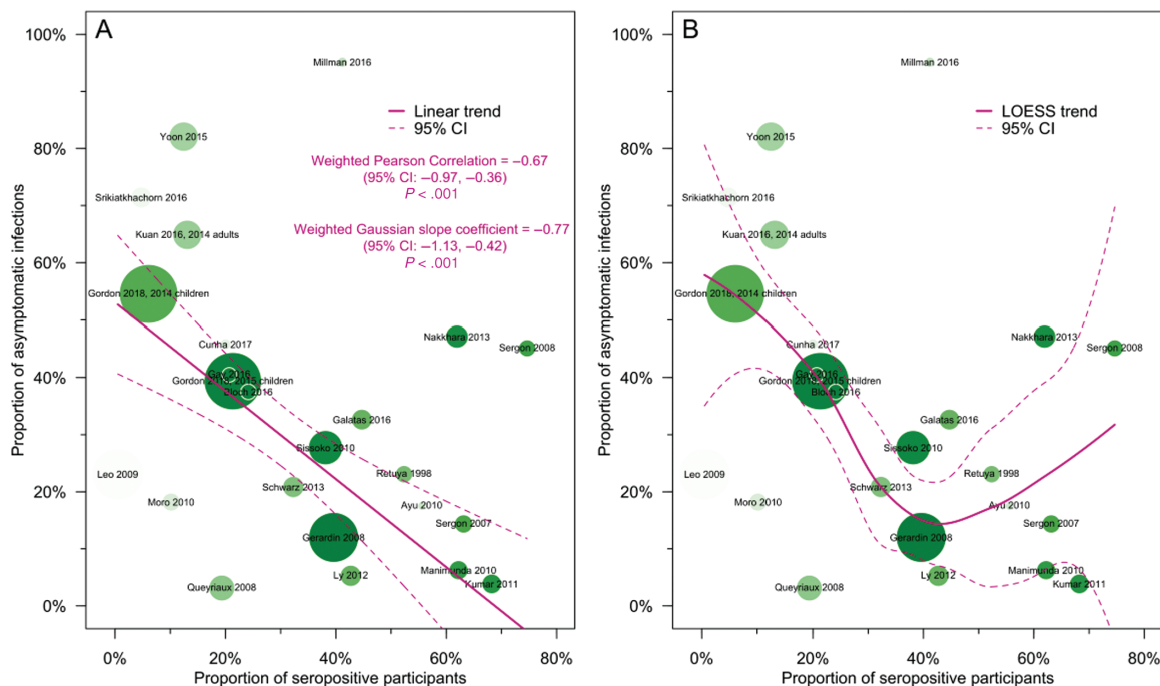 A
100%
80%
60%
40%
20%
0%
Proportion of asymptomatic infections
Millman 2016
Linear trend
95% CI
Yoon 2015
Weighted Pearson Correlation = −0.67
(95% CI: −0.97, −0.36)
P < .001
Srikiatkhachorn 2016
Kuan 2016, 2014 adults
Weighted Gaussian slope coefficient = −0.77
(95% CI: −1.13, −0.42)
P < .001
Gordon 2018, 2014 children
Cunha 2017
Nakkhara 2013
Sergon 2008
Gay 2016
Gordon 2018, 2015 children
Bloch 2016
Galatas 2016
Sissoko 2010
Leo 2009
Retuya 1998
Schwarz 2013
Moro 2010
Ayu 2010
Sergon 2007
Gerardin 2008
Manimunda 2010
Ly 2012
Kumar 2011
Queyriaux 2008
0% 20% 40% 60% 80%
Proportion of seropositive participants
B
100%
80%
60%
40%
20%
0%
Proportion of asymptomatic infections
Millman 2016
LOESS trend
95% CI
Yoon 2015
Srikiatkhachorn 2016
Kuan 2016, 2014 adults
Gordon 2018, 2014 children
Cunha 2017
Nakkhara 2013
Sergon 2008
Gay 2016
Gordon 2018, 2015 children
Bloch 2016
Galatas 2016
Sissoko 2010
Leo 2009
Retuya 1998
Schwarz 2013
Moro 2010
Ayu 2010
Sergon 2007
Gerardin 2008
Manimunda 2010
Ly 2012
Kumar 2011
Queyriaux 2008
0% 20% 40% 60% 80%
Proportion of seropositive participants